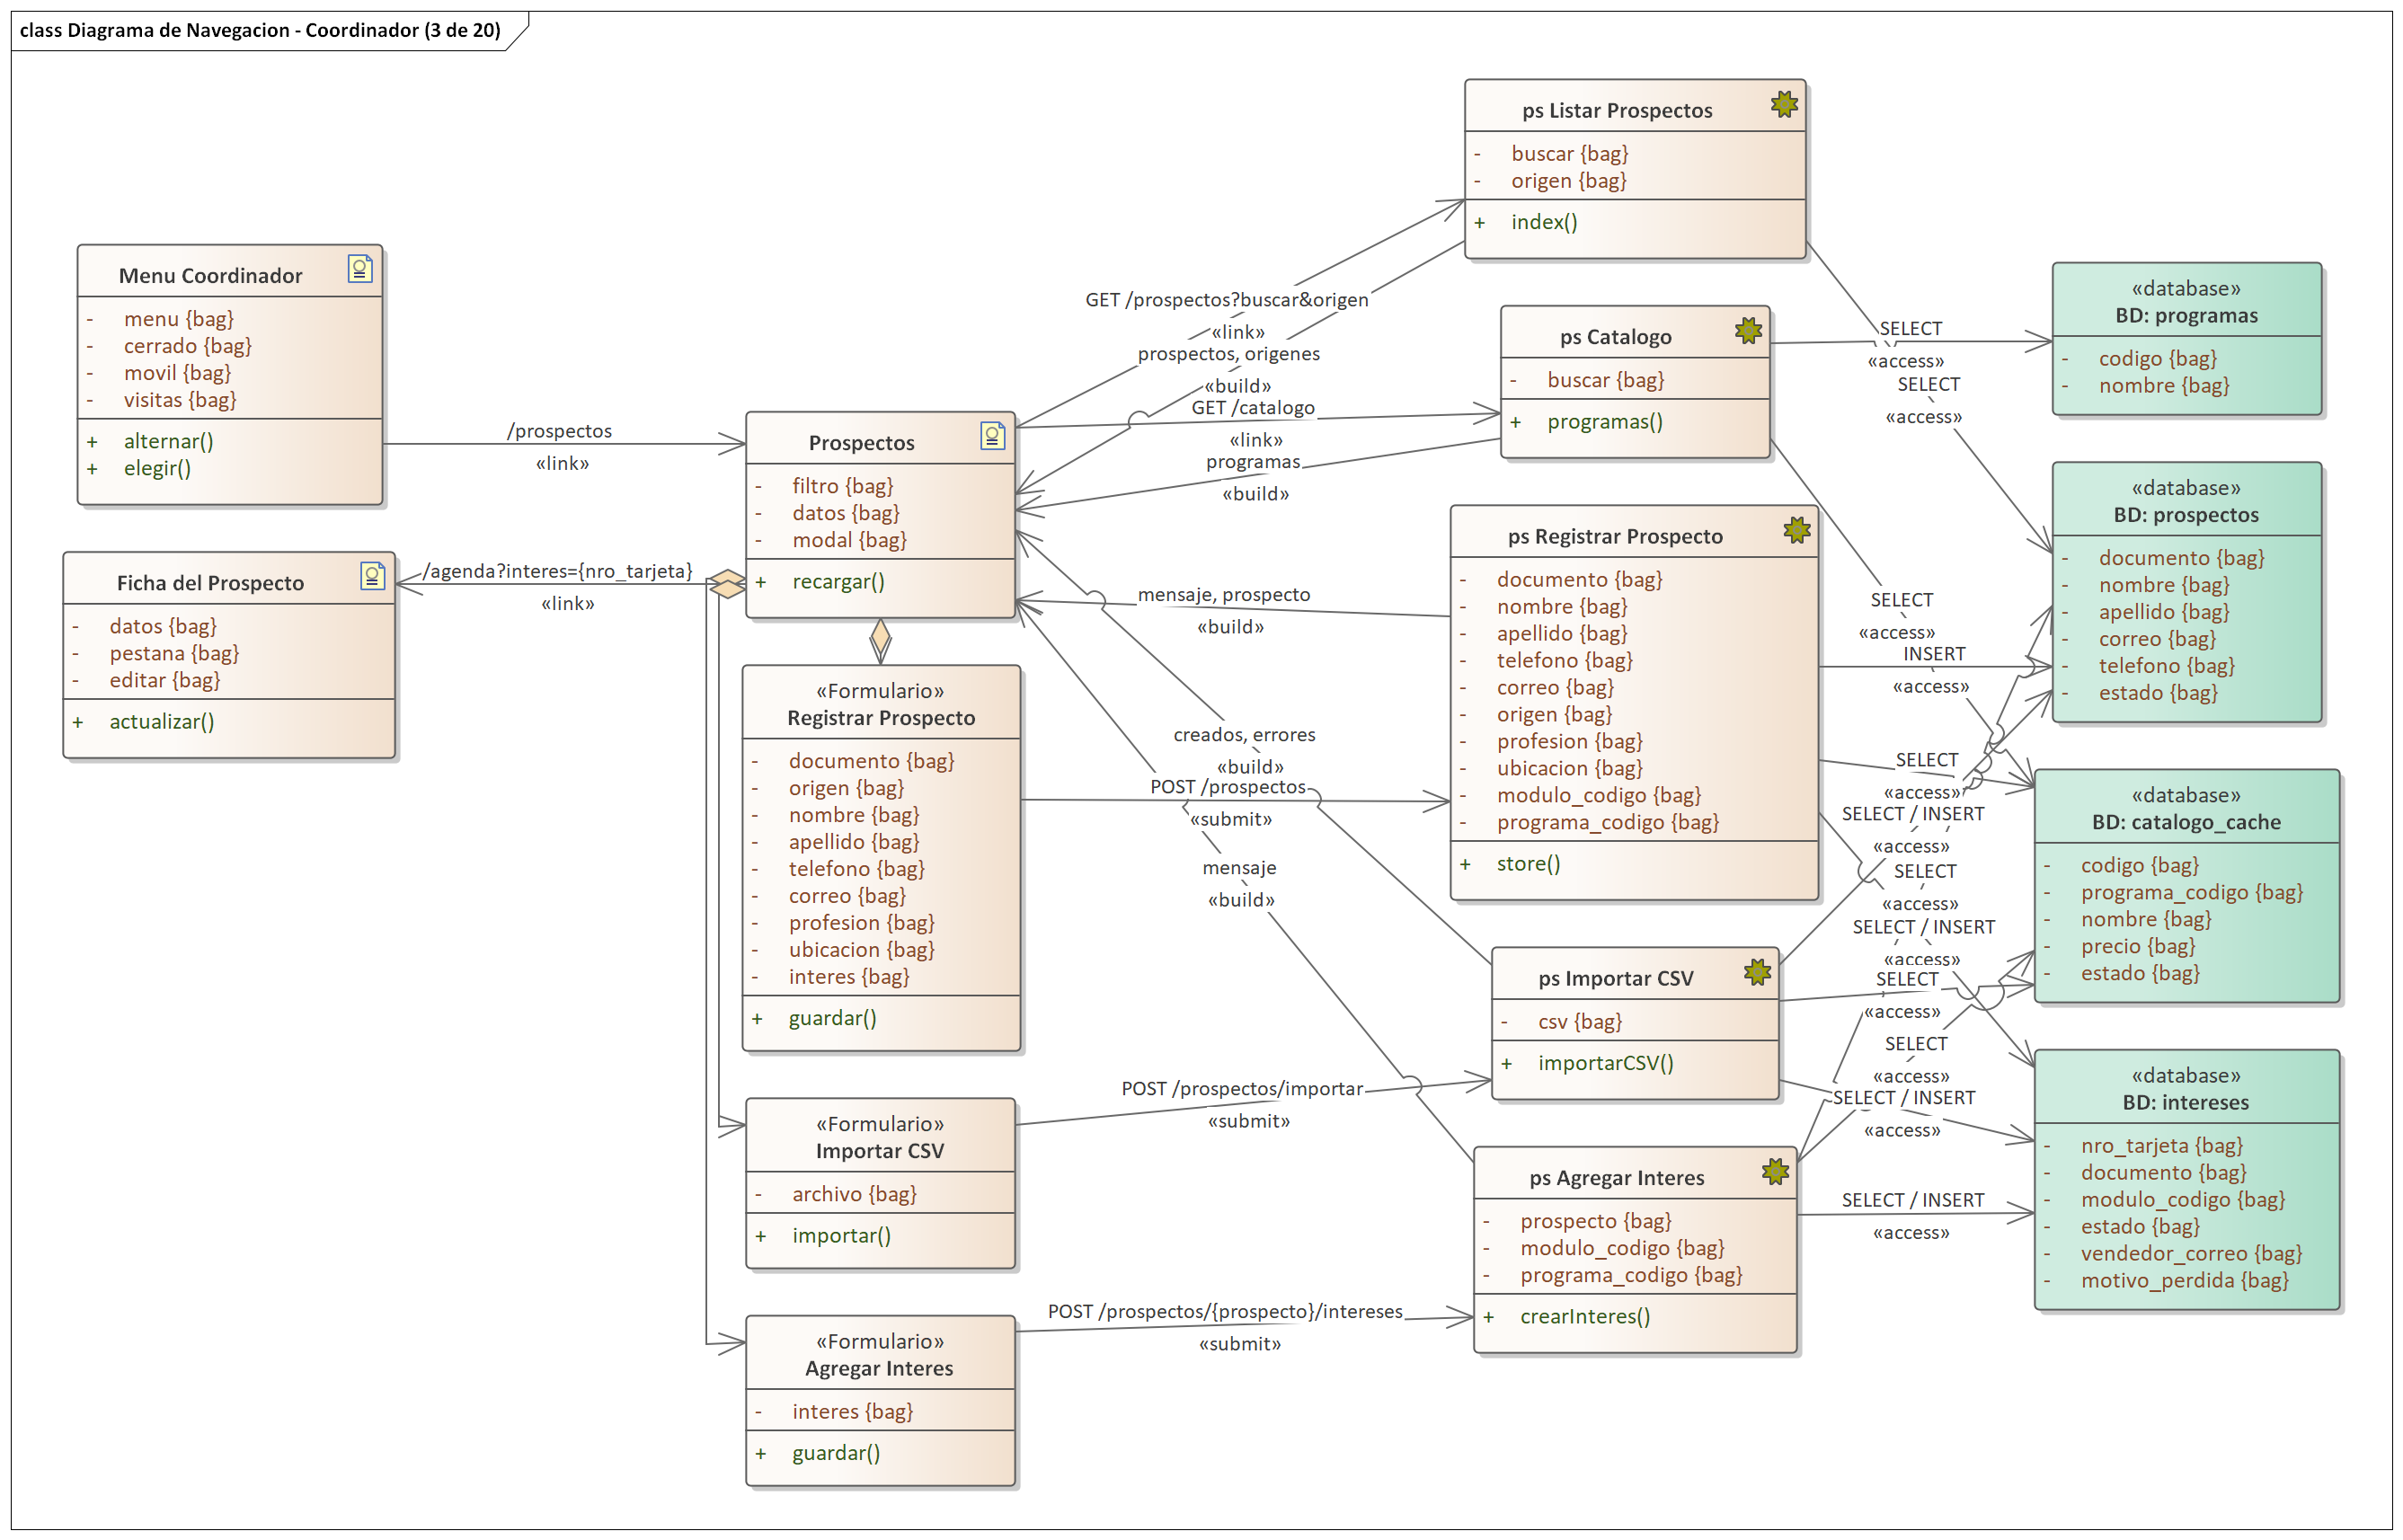 class Diagrama de Navegacion - Coordinador (3 de 20)
Menu Coordinador
- menu {bag}
- cerrado {bag}
- movil {bag}
- visitas {bag}
+ alternar()
+ elegir()
/prospectos
«link»
Ficha del Prospecto
- datos {bag}
- pestana {bag}
- editar {bag}
+ actualizar()
/agenda?interes={nro_tarjeta}
«link»
Prospectos
- filtro {bag}
- datos {bag}
- modal {bag}
+ recargar()
«Formulario»
Registrar Prospecto
- documento {bag}
- origen {bag}
- nombre {bag}
- apellido {bag}
- telefono {bag}
- correo {bag}
- profesion {bag}
- ubicacion {bag}
- interes {bag}
+ guardar()
«Formulario»
Importar CSV
- archivo {bag}
+ importar()
«Formulario»
Agregar Interes
- interes {bag}
+ guardar()
GET /prospectos?buscar&origen
«link»
prospectos, origenes
«build»
GET /catalogo
«link»
programas
«build»
mensaje, prospecto
«build»
creados, errores
«build»
POST /prospectos
«submit»
mensaje
«build»
POST /prospectos/importar
«submit»
POST /prospectos/{prospecto}/intereses
«submit»
ps Listar Prospectos
- buscar {bag}
- origen {bag}
+ index()
ps Catalogo
- buscar {bag}
+ programas()
ps Registrar Prospecto
- documento {bag}
- nombre {bag}
- apellido {bag}
- telefono {bag}
- correo {bag}
- origen {bag}
- profesion {bag}
- ubicacion {bag}
- modulo_codigo {bag}
- programa_codigo {bag}
+ store()
ps Importar CSV
- csv {bag}
+ importarCSV()
ps Agregar Interes
- prospecto {bag}
- modulo_codigo {bag}
- programa_codigo {bag}
+ crearInteres()
SELECT
«access»
SELECT
«access»
SELECT
«access»
INSERT
«access»
SELECT
«access»
SELECT / INSERT
«access»
SELECT
«access»
SELECT / INSERT
«access»
SELECT
«access»
SELECT
«access»
SELECT / INSERT
«access»
SELECT / INSERT
«access»
«database»
BD: programas
- codigo {bag}
- nombre {bag}
«database»
BD: prospectos
- documento {bag}
- nombre {bag}
- apellido {bag}
- correo {bag}
- telefono {bag}
- estado {bag}
«database»
BD: catalogo_cache
- codigo {bag}
- programa_codigo {bag}
- nombre {bag}
- precio {bag}
- estado {bag}
«database»
BD: intereses
- nro_tarjeta {bag}
- documento {bag}
- modulo_codigo {bag}
- estado {bag}
- vendedor_correo {bag}
- motivo_perdida {bag}